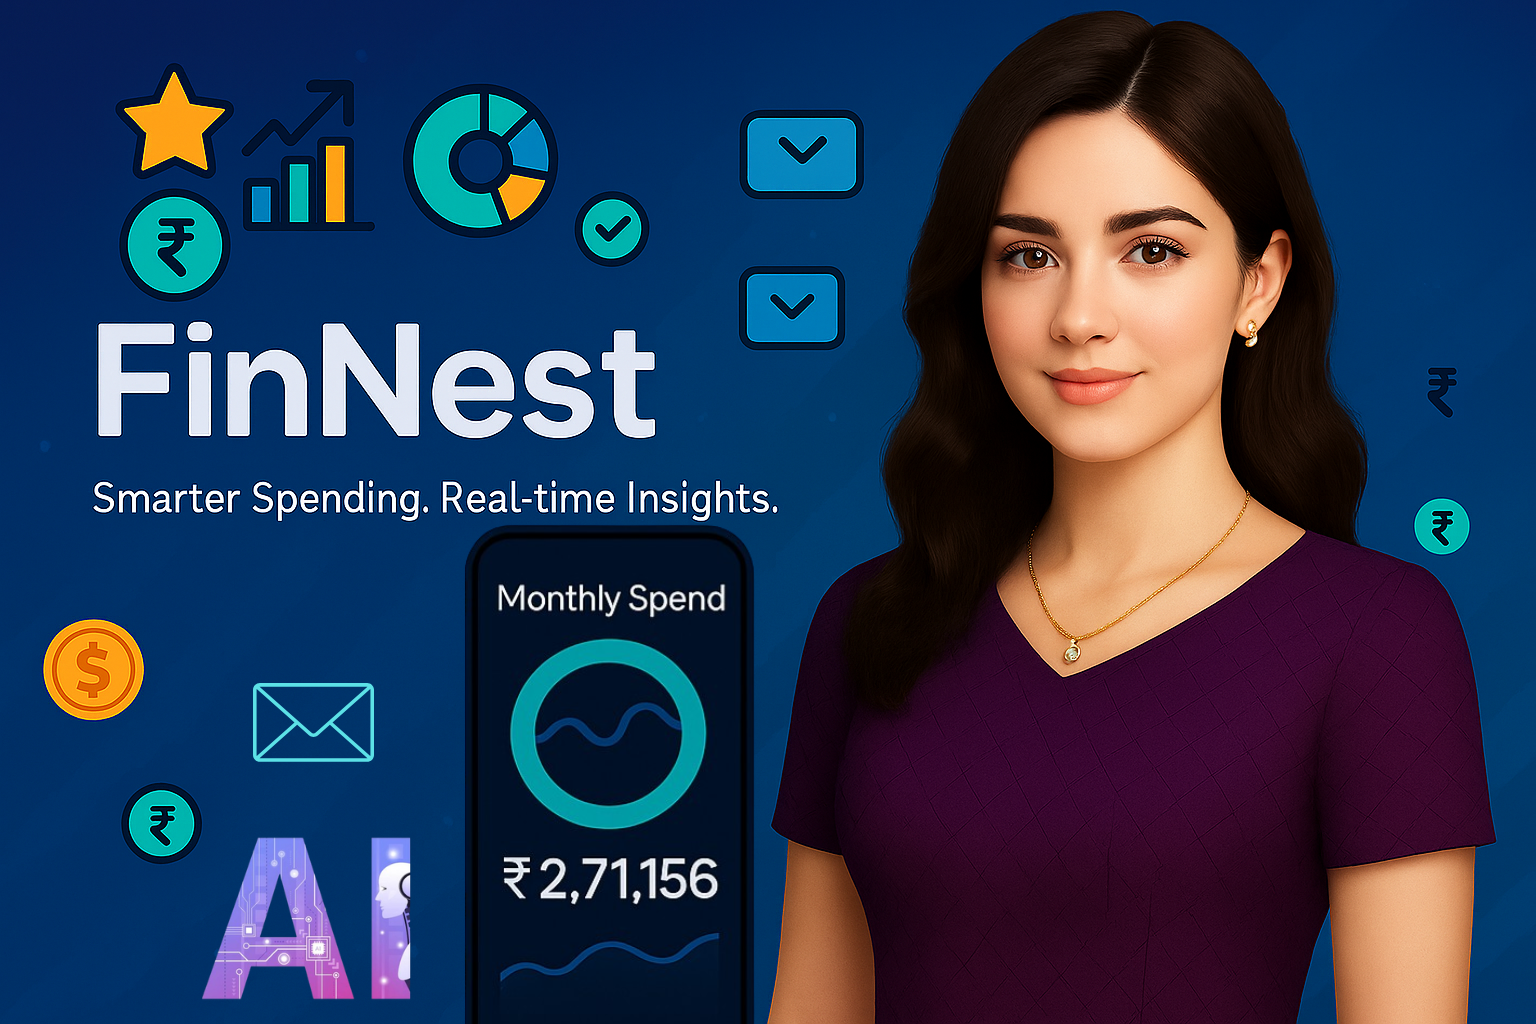 ₹
FinNest
Smarter Spending. Real-time Insights.
₹
₹
Monthly Spend
$
₹
₹ 2,71,156
AI